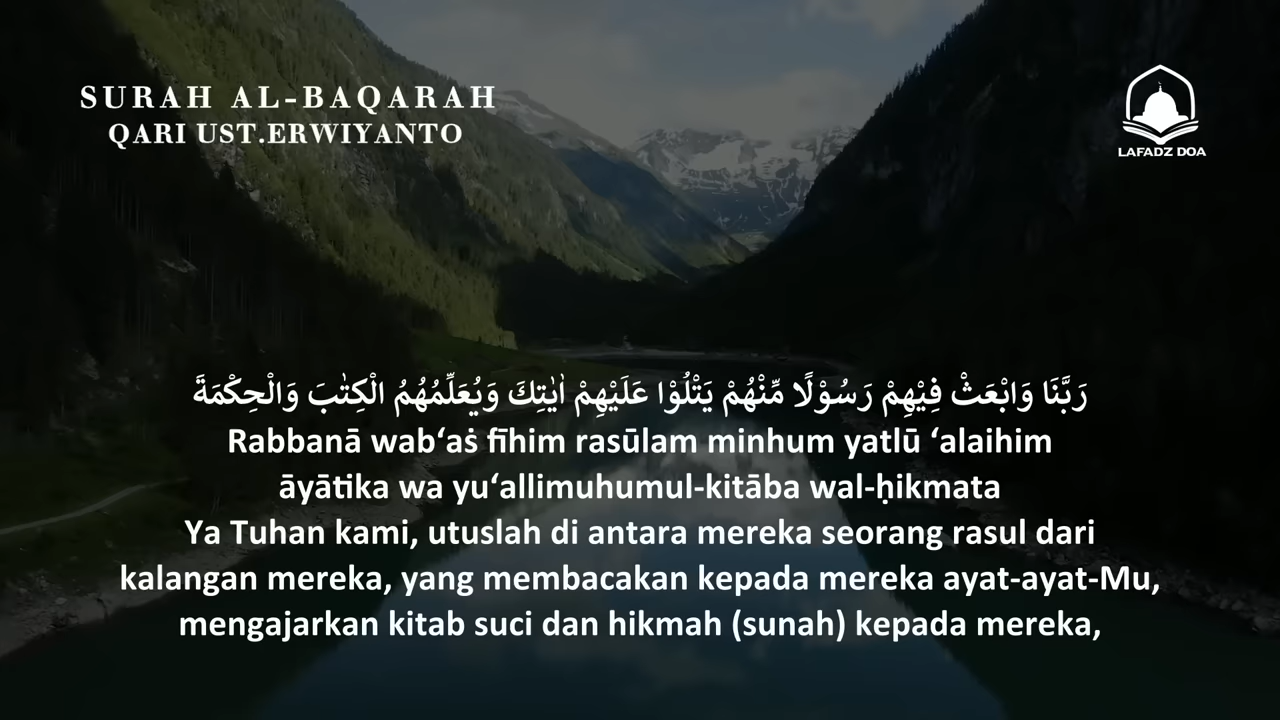 SURAH AL-BAQARAH
QARI UST.ERWIYANTO
LAFADZ DOA
رَبَّنَا وَابْعَثْ فِيْهِمْ رَسُوْلًا مِّنْهُمْ يَتْلُوْا عَلَيْهِمْ اٰيٰتِكَ وَيُعَلِّمُهُمُ الْكِتٰبَ وَالْحِكْمَةَ
Rabbanā wab‘aṡ fīhim rasūlam minhum yatlū ‘alaihim
āyātika wa yu‘allimuhumul-kitāba wal-ḥikmata
Ya Tuhan kami, utuslah di antara mereka seorang rasul dari
kalangan mereka, yang membacakan kepada mereka ayat-ayat-Mu,
mengajarkan kitab suci dan hikmah (sunah) kepada mereka,